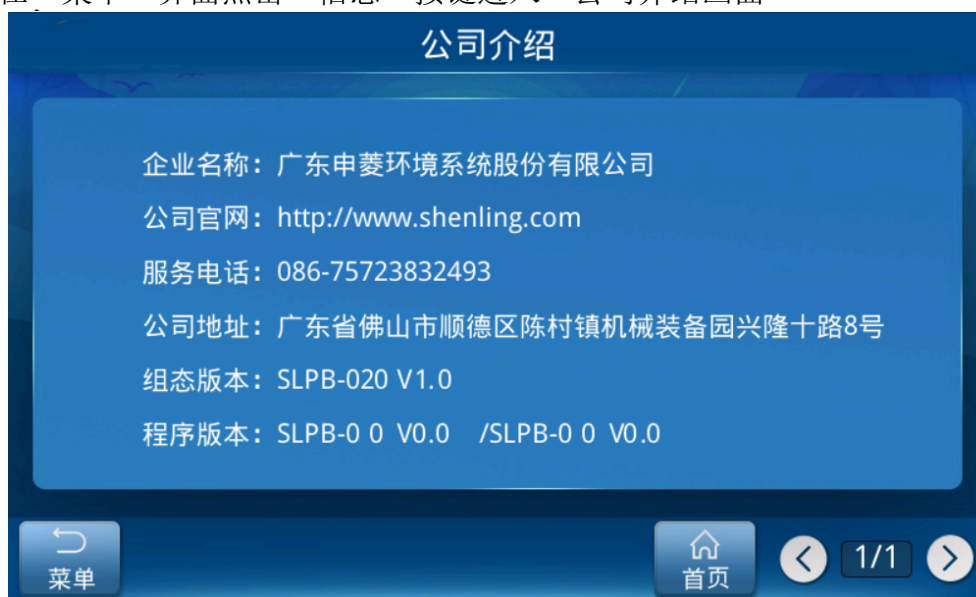 公司介绍
企业名称：广东申菱环境系统股份有限公司
公司官网：http://www.shenling.com
服务电话：086-75723832493
公司地址：广东省佛山市顺德区陈村镇机械装备园兴隆十路8号
组态版本：SLPB-020 V1.0
程序版本：SLPB-0 0 V0.0 /SLPB-0 0 V0.0
菜单
首页
1/1